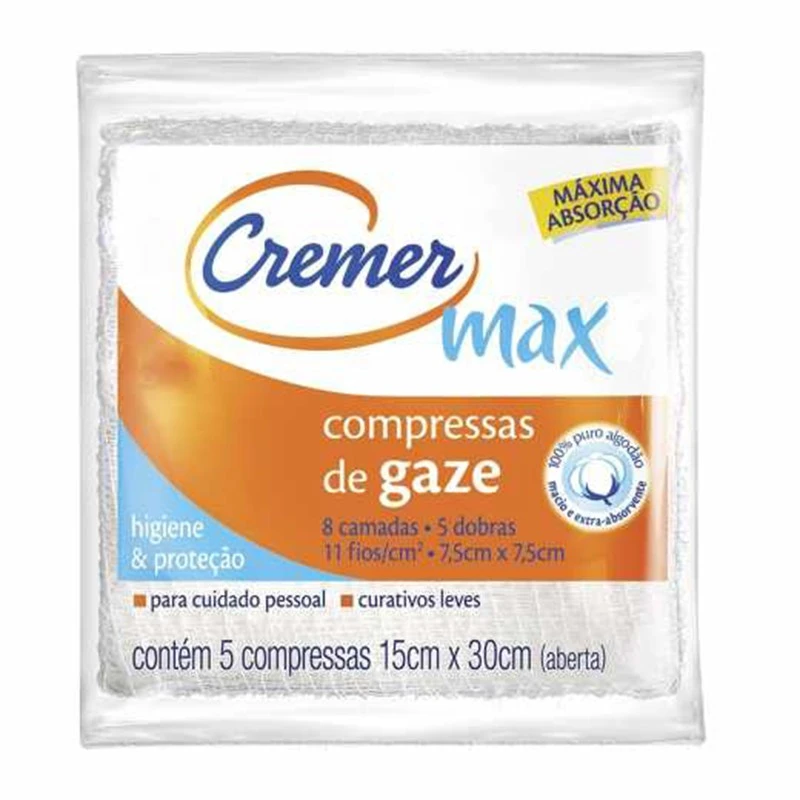 MÁXIMA
ABSORÇÃO
Cremer
max
compressas
de gaze
100% puro algodão
macio e extra-absorvente
8 camadas • 5 dobras
11 fios/cm² • 7,5cm x 7,5cm
higiene
& proteção
para cuidado pessoal
curativos leves
contém 5 compressas 15cm x 30cm (aberta)